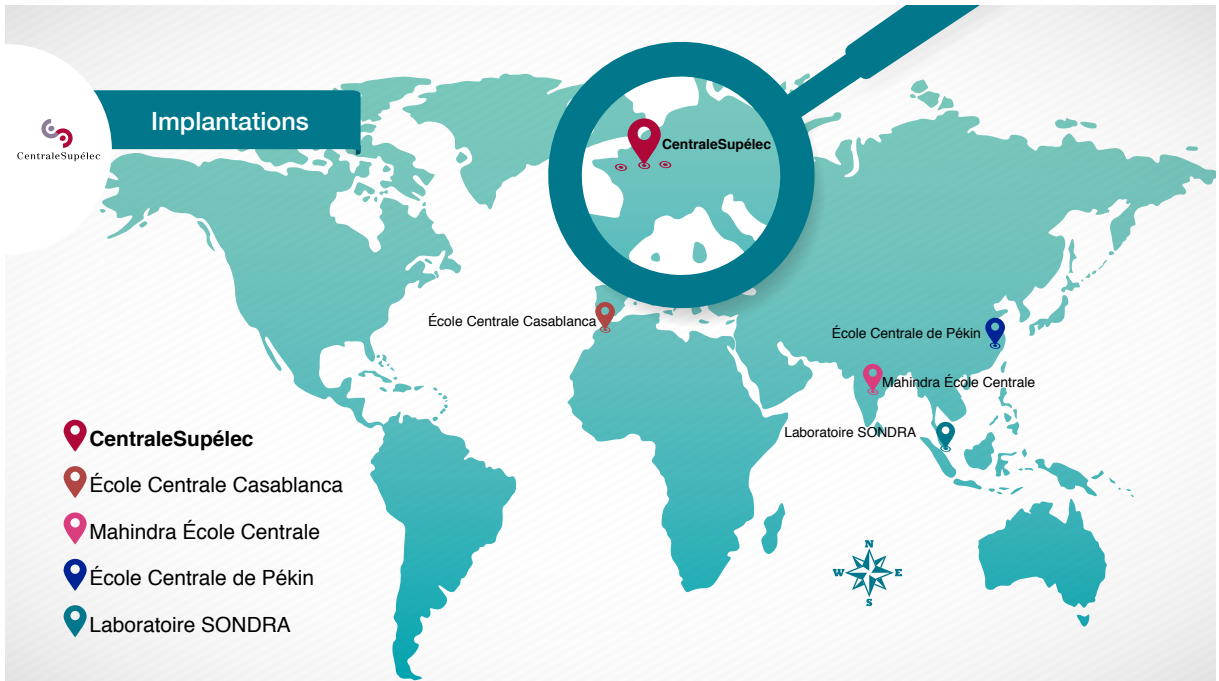 Implantations
CentraleSupélec
CentraleSupélec
École Centrale Casablanca
École Centrale de Pékin
Mahindra École Centrale
Laboratoire SONDRA
CentraleSupélec
École Centrale Casablanca
Mahindra École Centrale
École Centrale de Pékin
Laboratoire SONDRA
N
W E
S